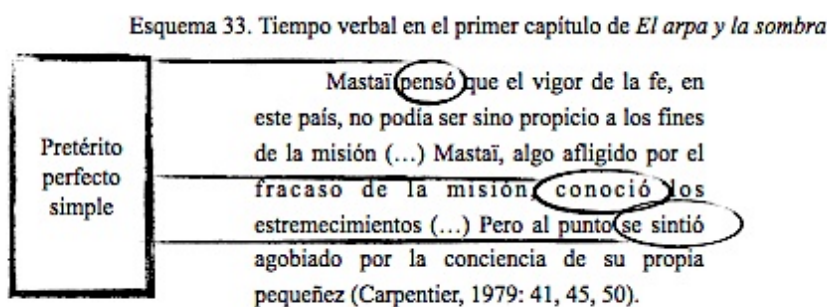 Esquema 33. Tiempo verbal en el primer capítulo de El arpa y la sombra
Pretérito
perfecto
simple
Mastaï pensó que el vigor de la fe, en
este país, no podía ser sino propicio a los fines
de la misión (...) Mastaï, algo afligido por el
fracaso de la misión, conoció los
estremecimientos (...) Pero al punto se sintió
agobiado por la conciencia de su propia
pequeñez (Carpentier, 1979: 41, 45, 50).